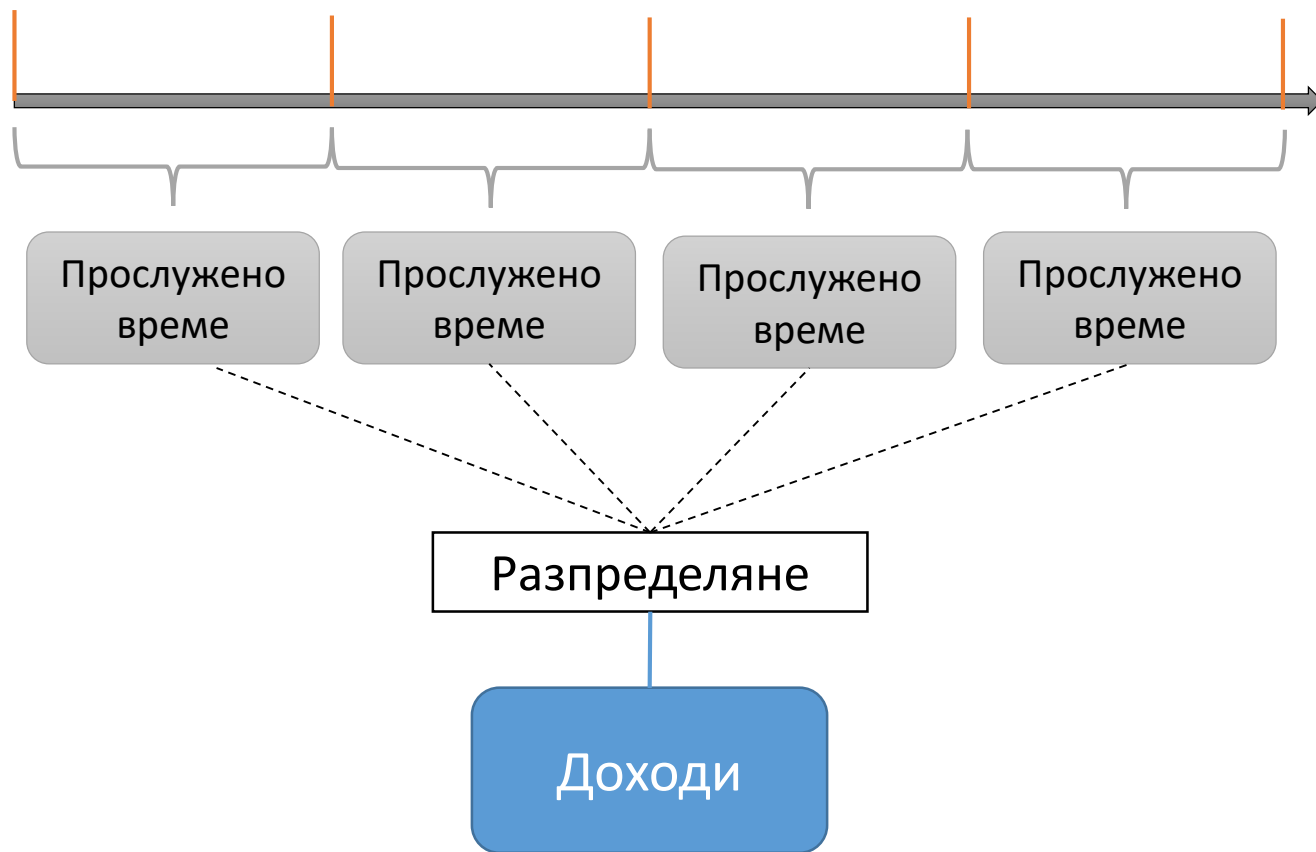 Прослужено
време
Прослужено
време
Прослужено
време
Прослужено
време
Разпределяне
Доходи